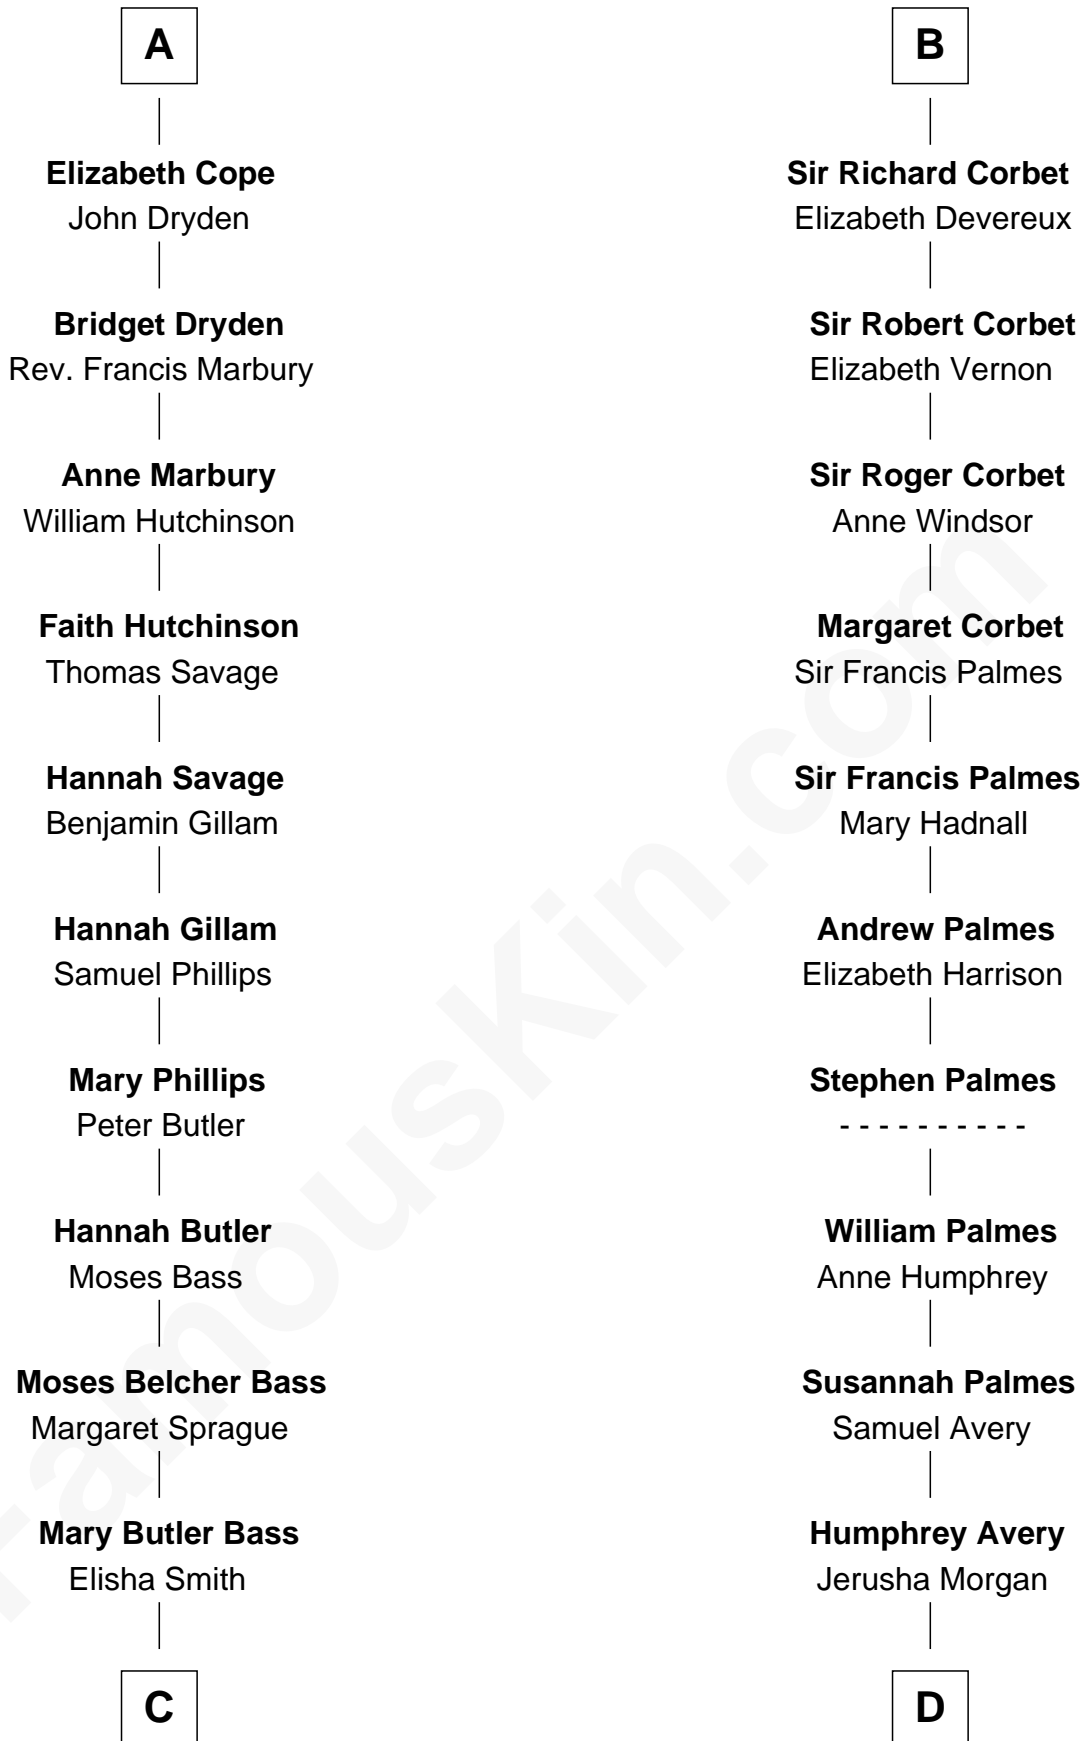 A
Elizabeth Cope
John Dryden
Bridget Dryden
Rev. Francis Marbury
Anne Marbury
William Hutchinson
Faith Hutchinson
Thomas Savage
Hannah Savage
Benjamin Gillam
Hannah Gillam
Samuel Phillips
Mary Phillips
Peter Butler
Hannah Butler
Moses Bass
Moses Belcher Bass
Margaret Sprague
Mary Butler Bass
Elisha Smith
C
B
Sir Richard Corbet
Elizabeth Devereux
Sir Robert Corbet
Elizabeth Vernon
Sir Roger Corbet
Anne Windsor
Margaret Corbet
Sir Francis Palmes
Sir Francis Palmes
Mary Hadnall
Andrew Palmes
Elizabeth Harrison
Stephen Palmes
- - - - - - - - - -
William Palmes
Anne Humphrey
Susannah Palmes
Samuel Avery
Humphrey Avery
Jerusha Morgan
D
FamousKin.com